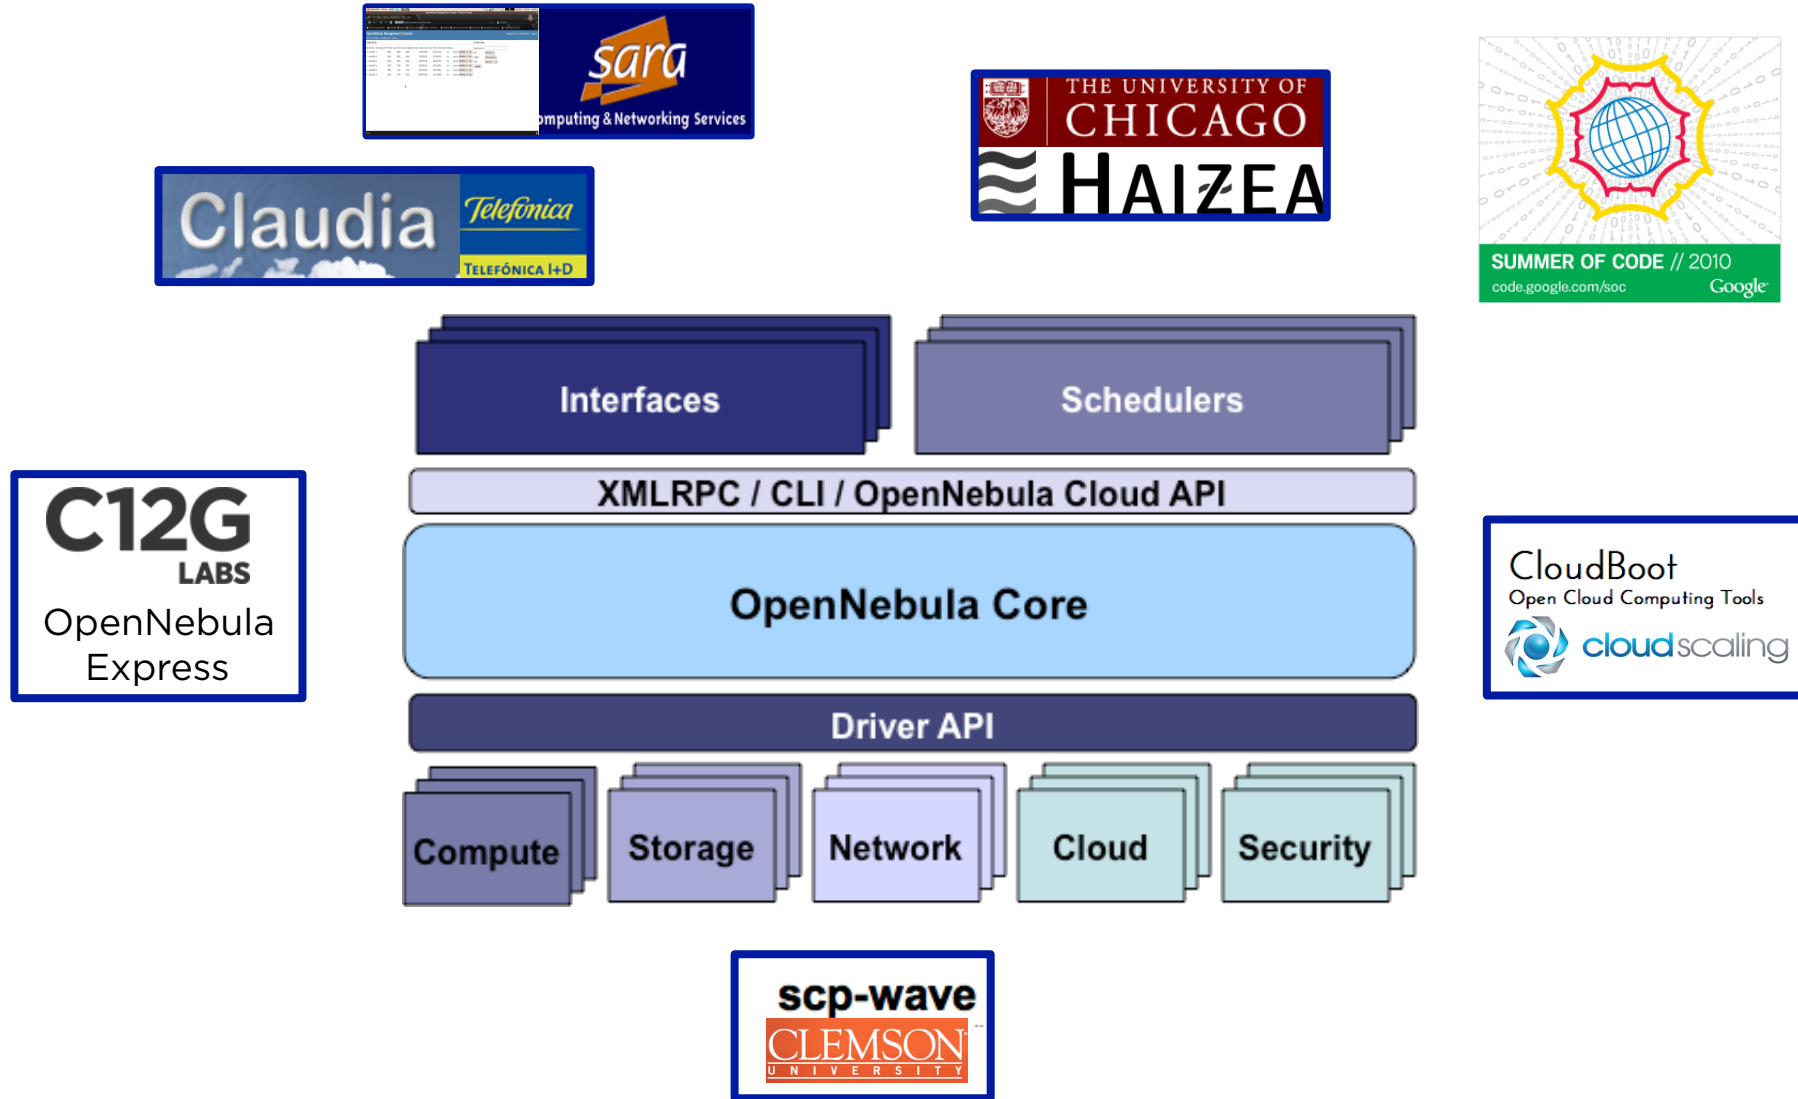 sara
omputing & Networking Services
THE UNIVERSITY OF
CHICAGO
HAIZEA
Claudia
Telefónica
TELEFÓNICA I+D
SUMMER OF CODE // 2010
code.google.com/soc Google
Interfaces
Schedulers
XMLRPC / CLI / OpenNebula Cloud API
OpenNebula Core
Driver API
Compute
Storage
Network
Cloud
Security
C12G
LABS
OpenNebula
Express
CloudBoot
Open Cloud Computing Tools
cloudscaling
scp-wave
CLEMSON
UNIVERSITY